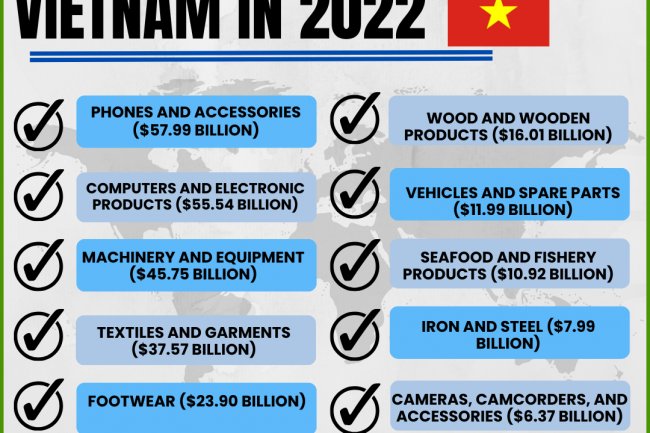 VIETNAM IN 2022
PHONES AND ACCESSORIES
($57.99 BILLION)
COMPUTERS AND ELECTRONIC
PRODUCTS ($55.54 BILLION)
MACHINERY AND EQUIPMENT
($45.75 BILLION)
TEXTILES AND GARMENTS
($37.57 BILLION)
FOOTWEAR ($23.90 BILLION)
WOOD AND WOODEN
PRODUCTS ($16.01 BILLION)
VEHICLES AND SPARE PARTS
($11.99 BILLION)
SEAFOOD AND FISHERY
PRODUCTS ($10.92 BILLION)
IRON AND STEEL ($7.99
BILLION)
CAMERAS, CAMCORDERS, AND
ACCESSORIES ($6.37 BILLION)